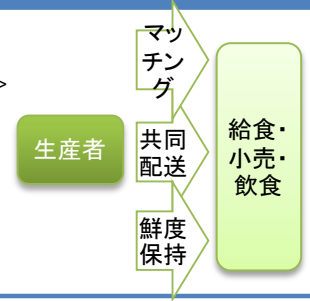 >
生産者
マッ
チン
グ
共同
配送
鮮度
保持
給食・
小売・
飲食